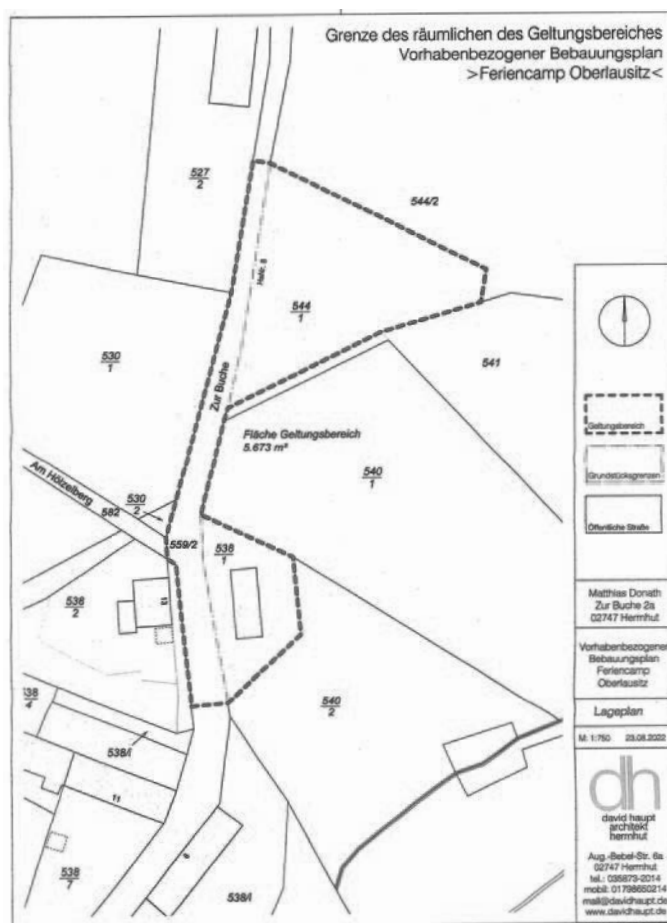 Grenze des räumlichen des Geltungsbereiches
Vorhabenbezogener Bebauungsplan
>Feriencamp Oberlausitz<
527
2
544/2
HsNr. 8
544
1
530
1
541
Zur Buche
Fläche Geltungsbereich
5.673 m²
540
1
Am Hölzelberg
530
2
582
559/2
538
1
536
2
13
540
2
538
4
538/I
11
538
7
538/I
Geltungsbereich
Grundstücksgrenzen
Öffentliche Straße
Matthias Donath
Zur Buche 2a
02747 Herrnhut
Vorhabenbezogener
Bebauungsplan
Feriencamp
Oberlausitz
Lageplan
M: 1:750 23.08.2022
dh
david haupt
architekt
herrnhut
Aug.-Bebel-Str. 6a
02747 Herrnhut
tel.: 035873-2014
mobil: 01798650214
mail@davidhaupt.de
www.davidhaupt.de